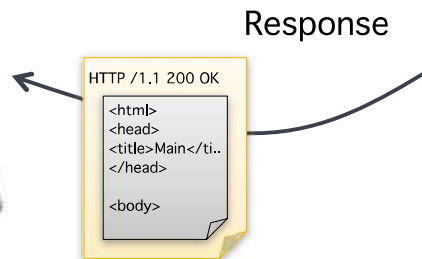 Response
HTTP /1.1 200 OK
<html>
<head>
<title>Main</ti..
</head>
<body>